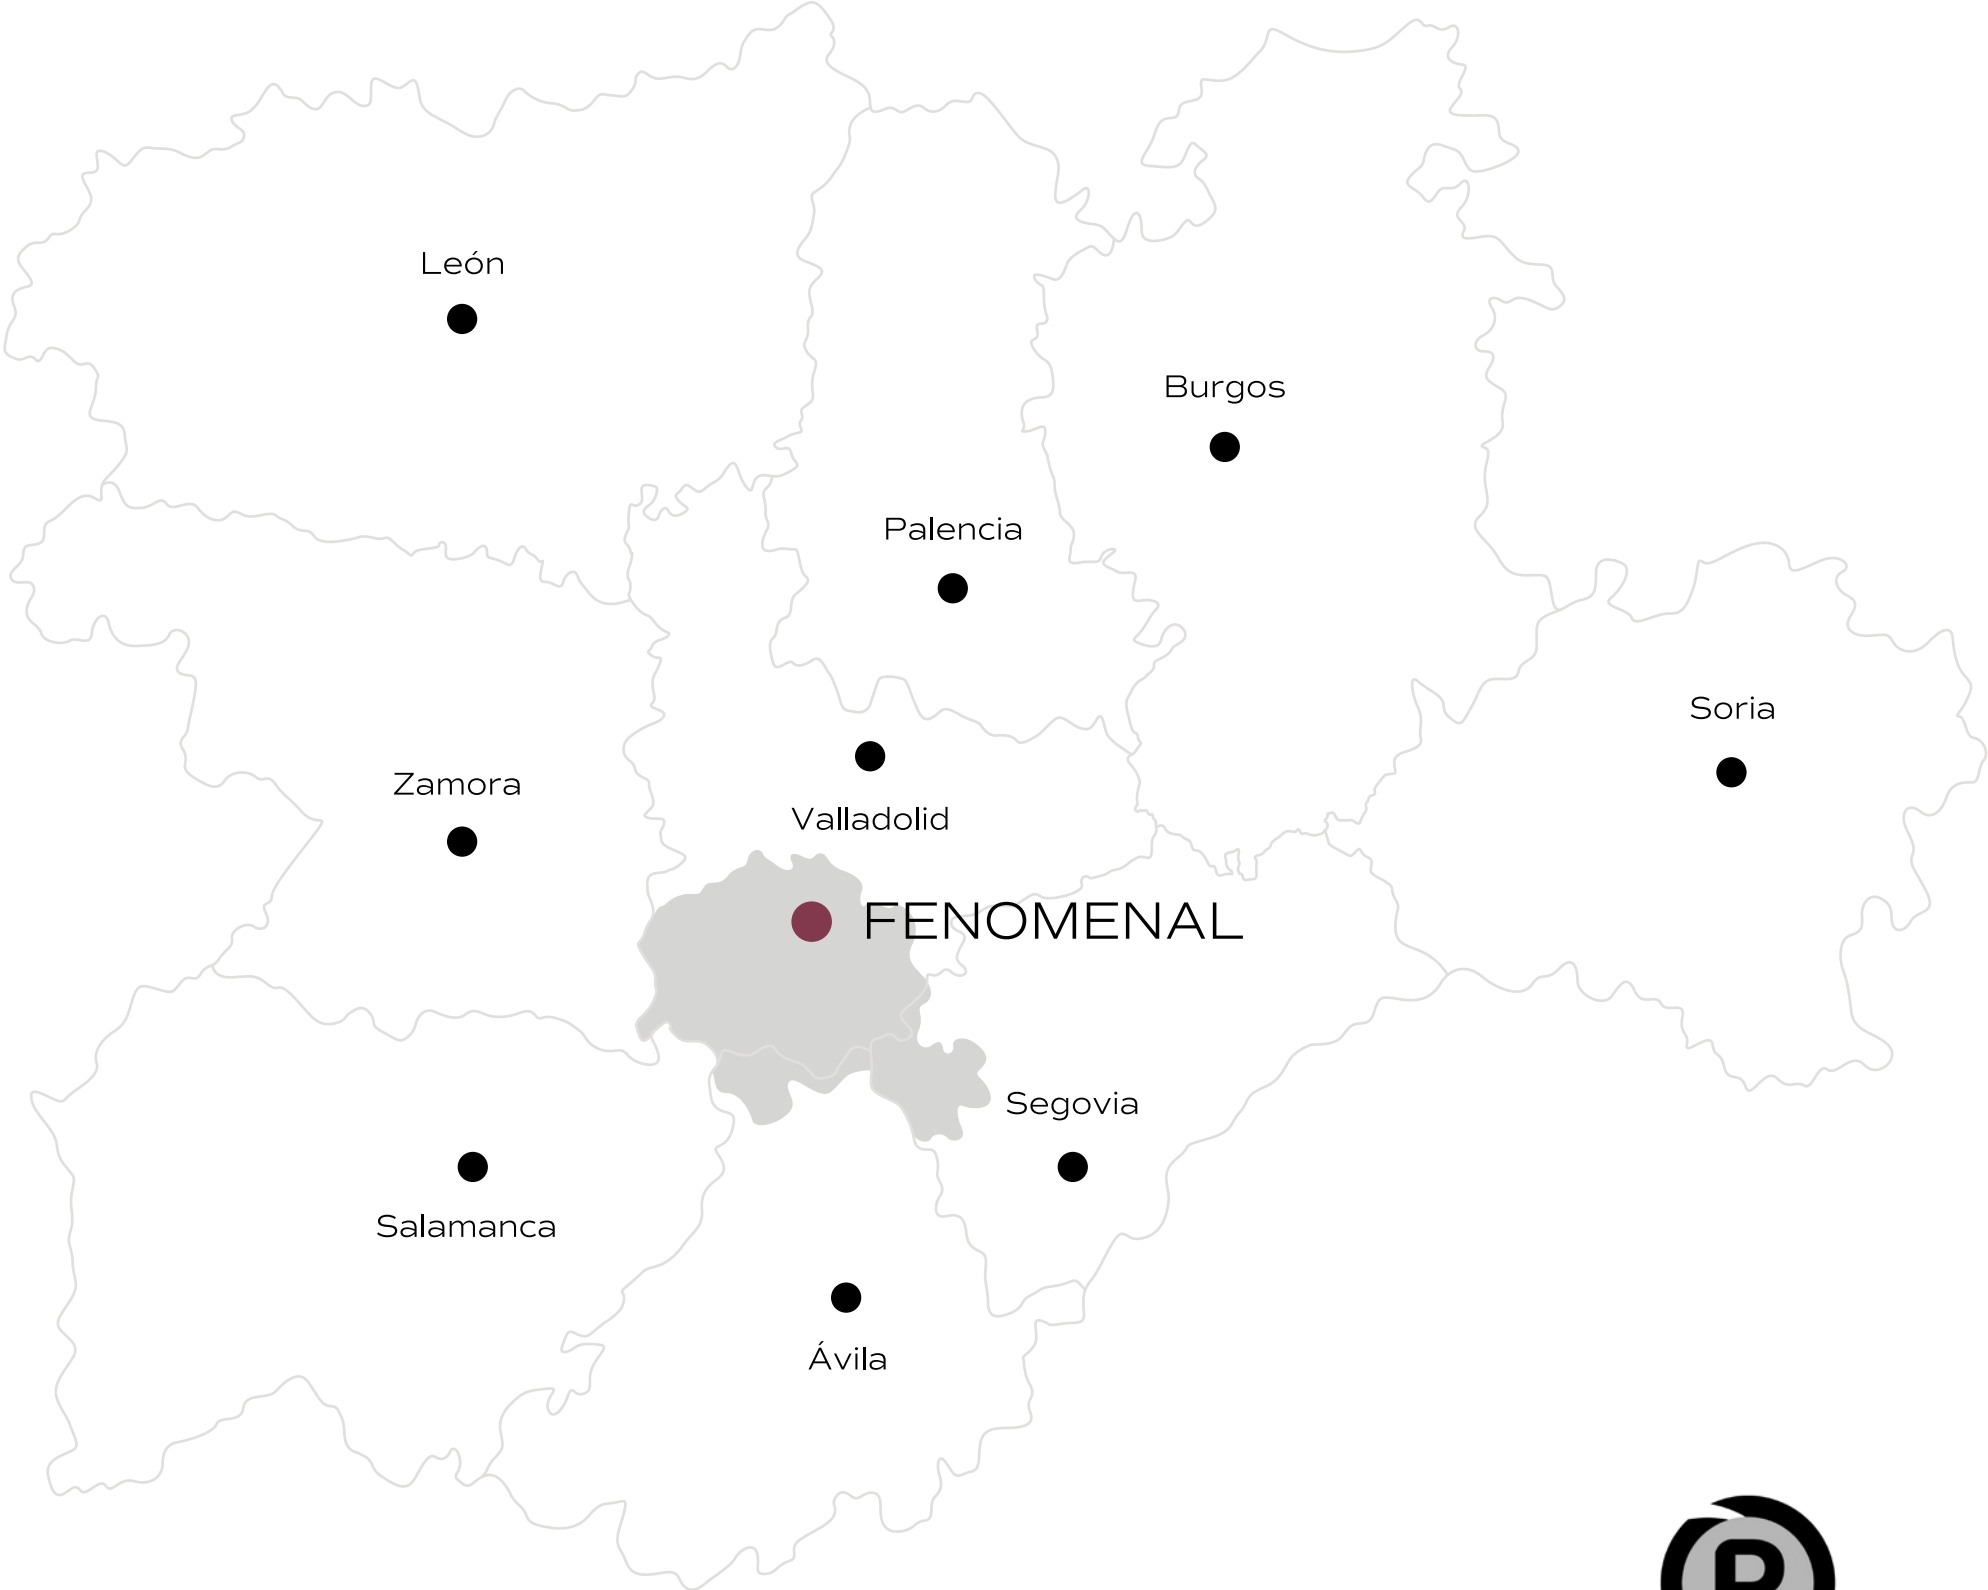 León
Burgos
Palencia
Soria
Zamora
Valladolid
FENOMENAL
Segovia
Salamanca
Ávila